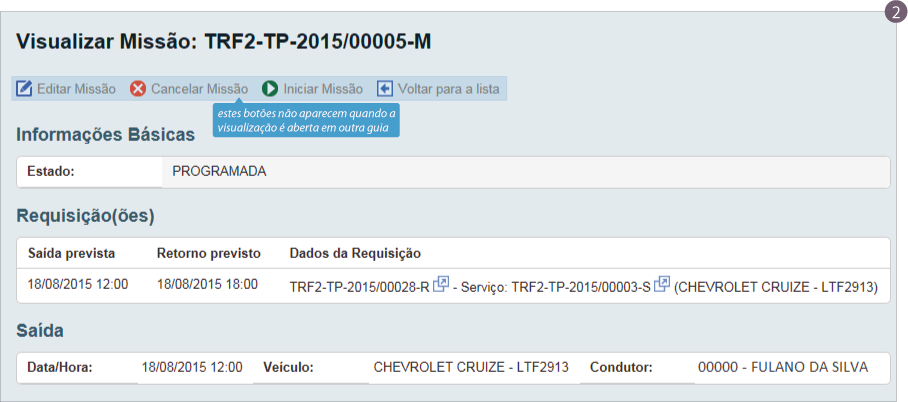 2
Visualizar Missão: TRF2-TP-2015/00005-M
Editar Missão Cancelar Missão Iniciar Missão Voltar para a lista
estes botões não aparecem quando a
visualização é aberta em outra guia
Informações Básicas
Estado: PROGRAMADA
Requisição(ões)
Saída prevista Retorno previsto Dados da Requisição
18/08/2015 12:00 18/08/2015 18:00 TRF2-TP-2015/00028-R - Serviço: TRF2-TP-2015/00003-S (CHEVROLET CRUIZE - LTF2913)
Saída
Data/Hora: 18/08/2015 12:00 Veículo: CHEVROLET CRUIZE - LTF2913 Condutor: 00000 - FULANO DA SILVA